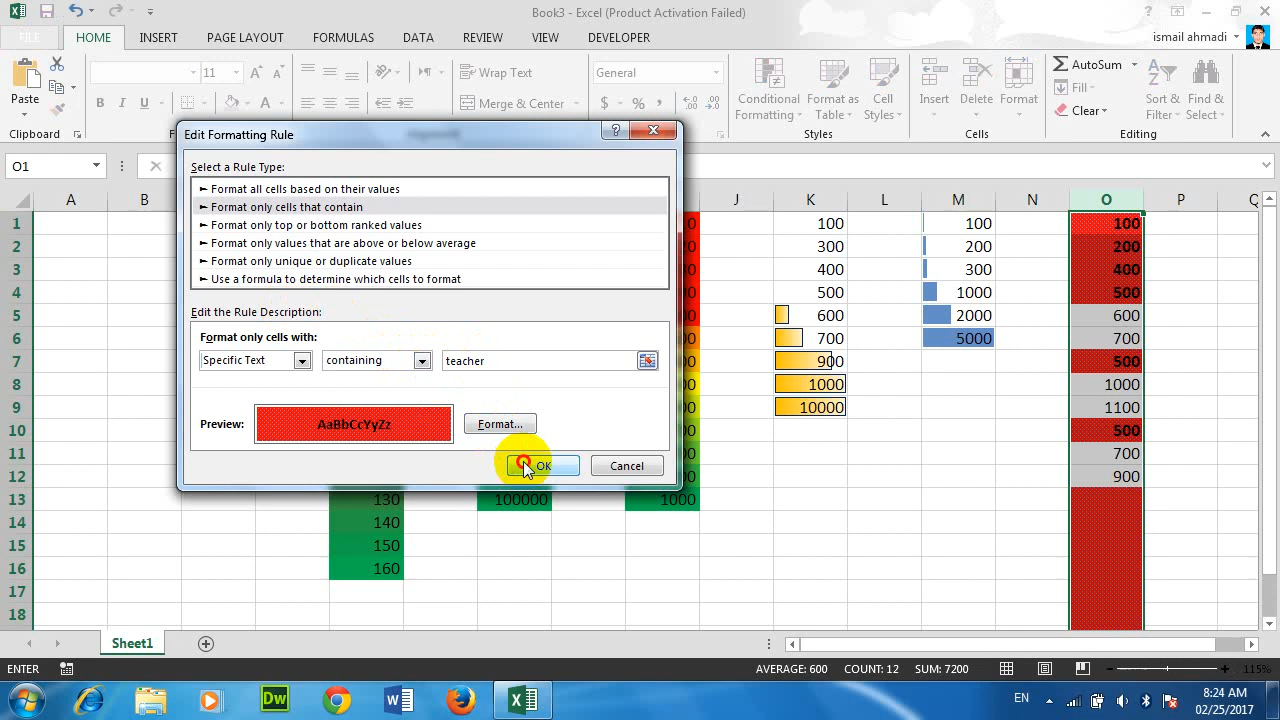 Book3 - Excel (Product Activation Failed)
FILE HOME INSERT PAGE LAYOUT FORMULAS DATA REVIEW VIEW DEVELOPER ismail ahmadi
Paste
11
B I U
Wrap Text
Merge & Center
General
$ % ,
Conditional Formatting
Format as Table
Cell Styles
Insert
Delete
Format
AutoSum
Fill
Clear
Sort & Filter
Find & Select
Clipboard Styles Cells Editing
O1
Edit Formatting Rule
Select a Rule Type:
► Format all cells based on their values
► Format only cells that contain
► Format only top or bottom ranked values
► Format only values that are above or below average
► Format only unique or duplicate values
► Use a formula to determine which cells to format
Edit the Rule Description:
Format only cells with:
Specific Text containing teacher
Preview: AaBbCcYyZz Format...
OK Cancel
A B J K L M N O P Q
1 100 100 100
2 300 200 200
3 400 300 400
4 500 1000 500
5 600 2000 600
6 700 5000 700
7 900 500
8 1000 1000
9 10000 1100
10 500
11 700
12 900
13 130 100000 1000
14 140
15 150
16 160
17
18
Sheet1
ENTER AVERAGE: 600 COUNT: 12 SUM: 7200 115%
Dw EN 8:24 AM
02/25/2017